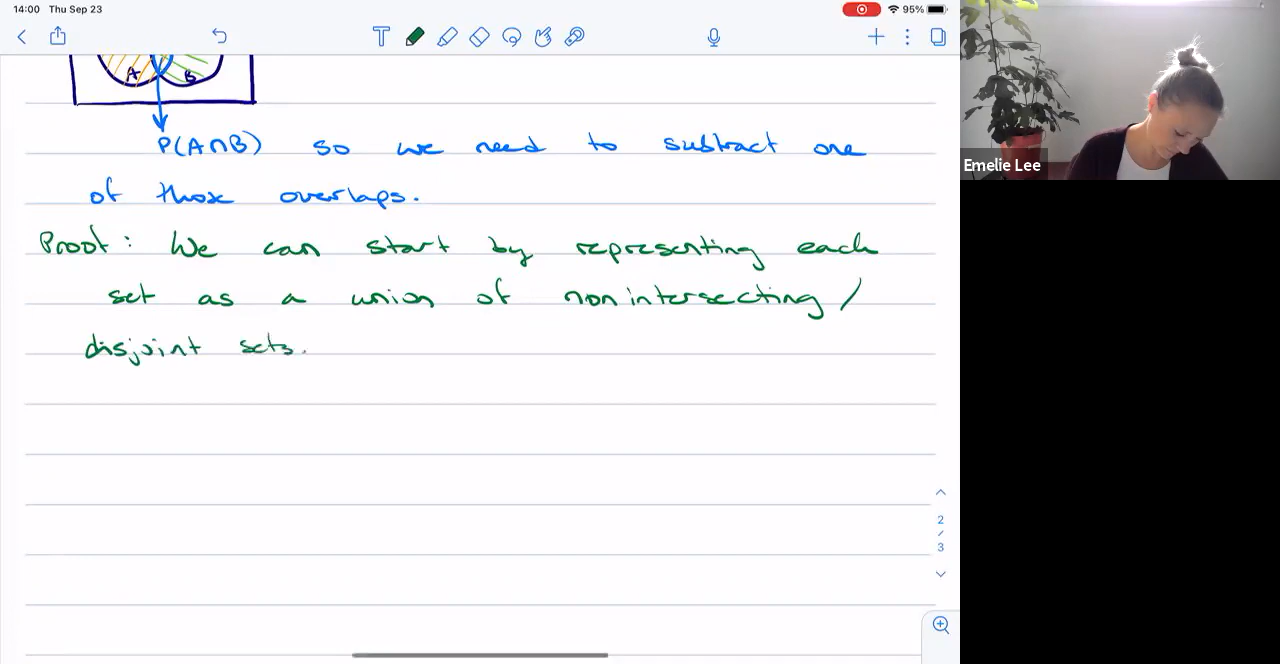 14:00 Thu Sep 23
95%
T
A B
P(A∩B) so we need to subtract one
of those overlaps.
Proof: We can start by representing each
set as a union of nonintersecting /
disjoint sets.
2
/
3
Emelie Lee